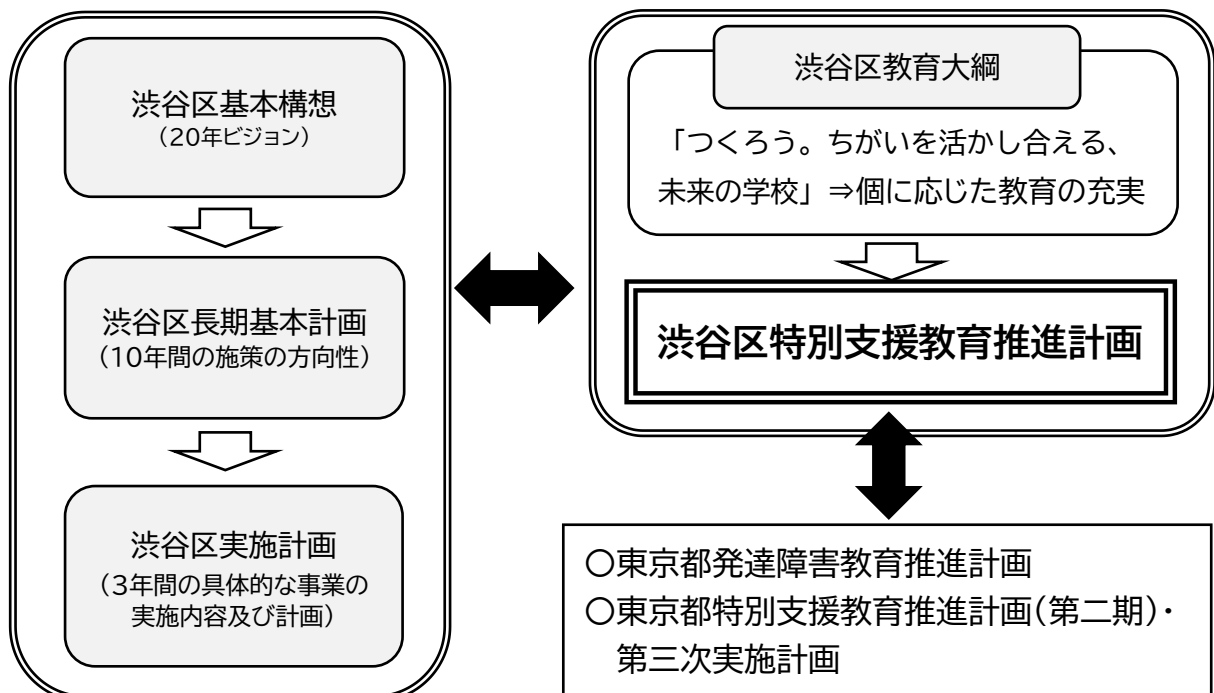 渋谷区基本構想
(20年ビジョン)
渋谷区長期基本計画
(10年間の施策の方向性)
渋谷区実施計画
(3年間の具体的な事業の
実施内容及び計画)
渋谷区教育大綱
「つくろう。ちがいを活かし合える、
未来の学校」⇒個に応じた教育の充実
渋谷区特別支援教育推進計画
〇東京都発達障害教育推進計画
〇東京都特別支援教育推進計画(第二期)・
第三次実施計画